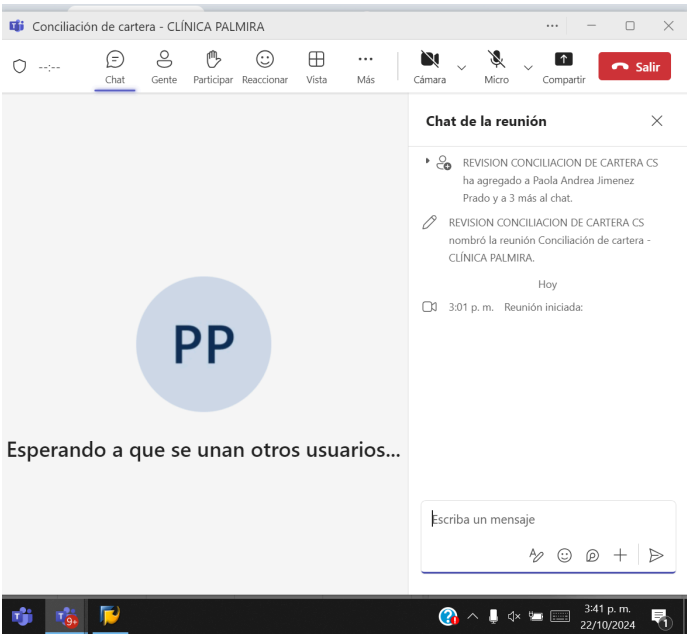 Conciliación de cartera - CLÍNICA PALMIRA
--:--
Chat
Gente
Participar
Reaccionar
Vista
Más
Cámara
Micro
Compartir
Salir
PP
Esperando a que se unan otros usuarios...
Chat de la reunión
REVISION CONCILIACION DE CARTERA CS
ha agregado a Paola Andrea Jimenez
Prado y a 3 más al chat.
REVISION CONCILIACION DE CARTERA CS
nombró la reunión Conciliación de cartera -
CLÍNICA PALMIRA.
Hoy
3:01 p. m. Reunión iniciada:
Escriba un mensaje
9+
3:41 p. m.
22/10/2024
1